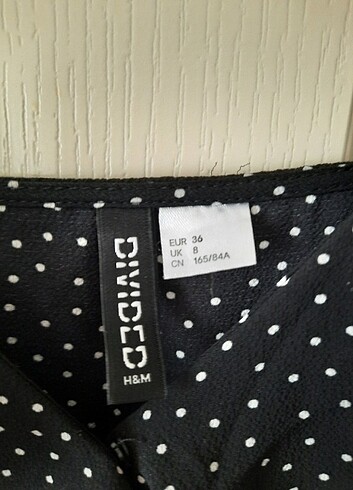 DIVIDED
H&M
EUR 36
UK 8
CN 165/84A